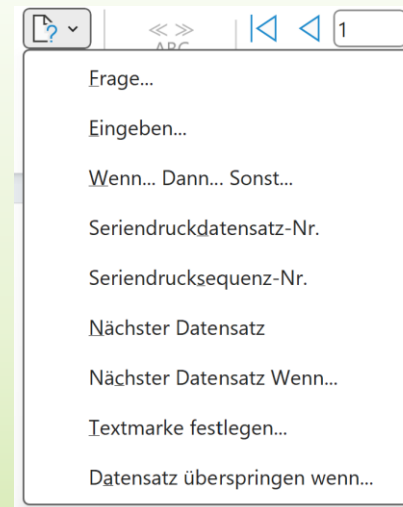 ≪ ≫
ABC
1
Frage...
Eingeben...
Wenn... Dann... Sonst...
Seriendruckdatensatz-Nr.
Seriendrucksequenz-Nr.
Nächster Datensatz
Nächster Datensatz Wenn...
Textmarke festlegen...
Datensatz überspringen wenn...